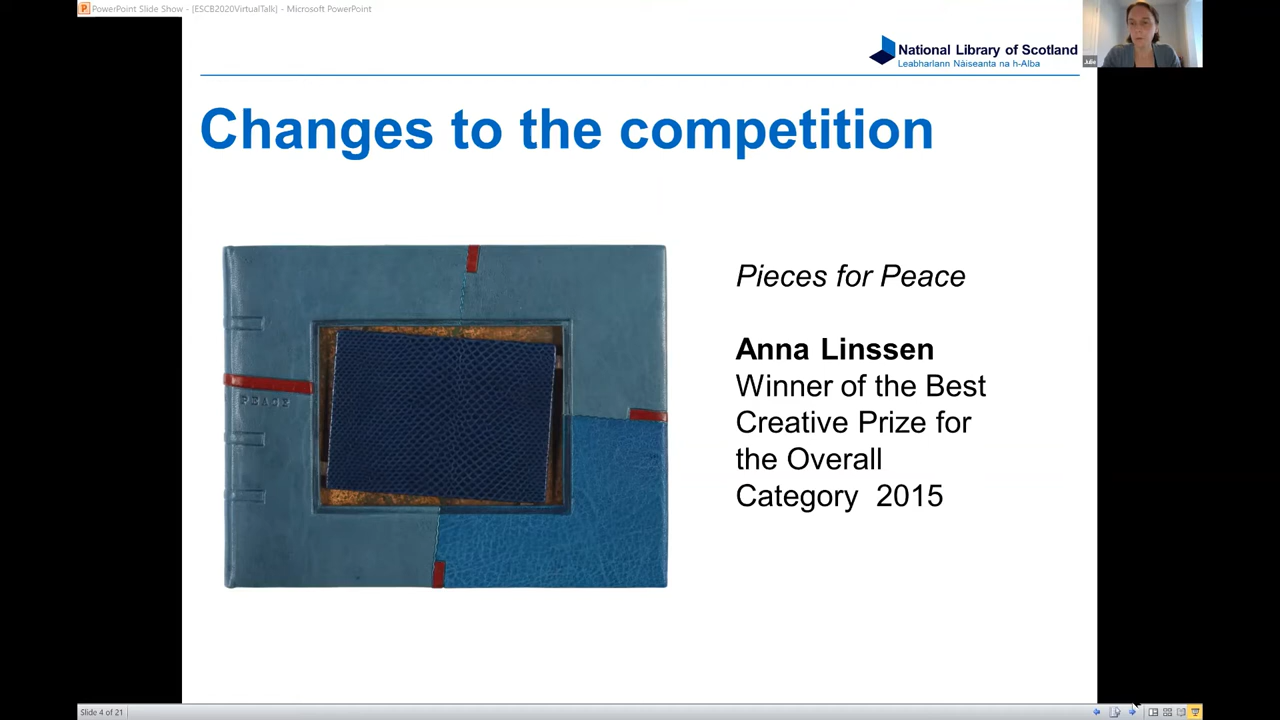 PowerPoint Slide Show - [ESCB2020VirtualTalk] - Microsoft PowerPoint
National Library of Scotland
Leabharlann Nàiseanta na h-Alba
Julie
Changes to the competition
PEACE
Pieces for Peace
Anna Linssen
Winner of the Best
Creative Prize for
the Overall
Category 2015
Slide 4 of 21